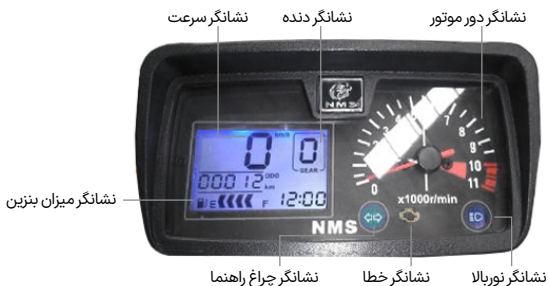 نشانگر دور موتور
نشانگر دنده
نشانگر سرعت
NMS
km/h
0
0
GEAR
00012
ODO
km
E F
12:00
0
7
8
9
10
11
x1000r/min
NMS
نشانگر میزان بنزین
نشانگر نوربالا
نشانگر خطا
نشانگر چراغ راهنما